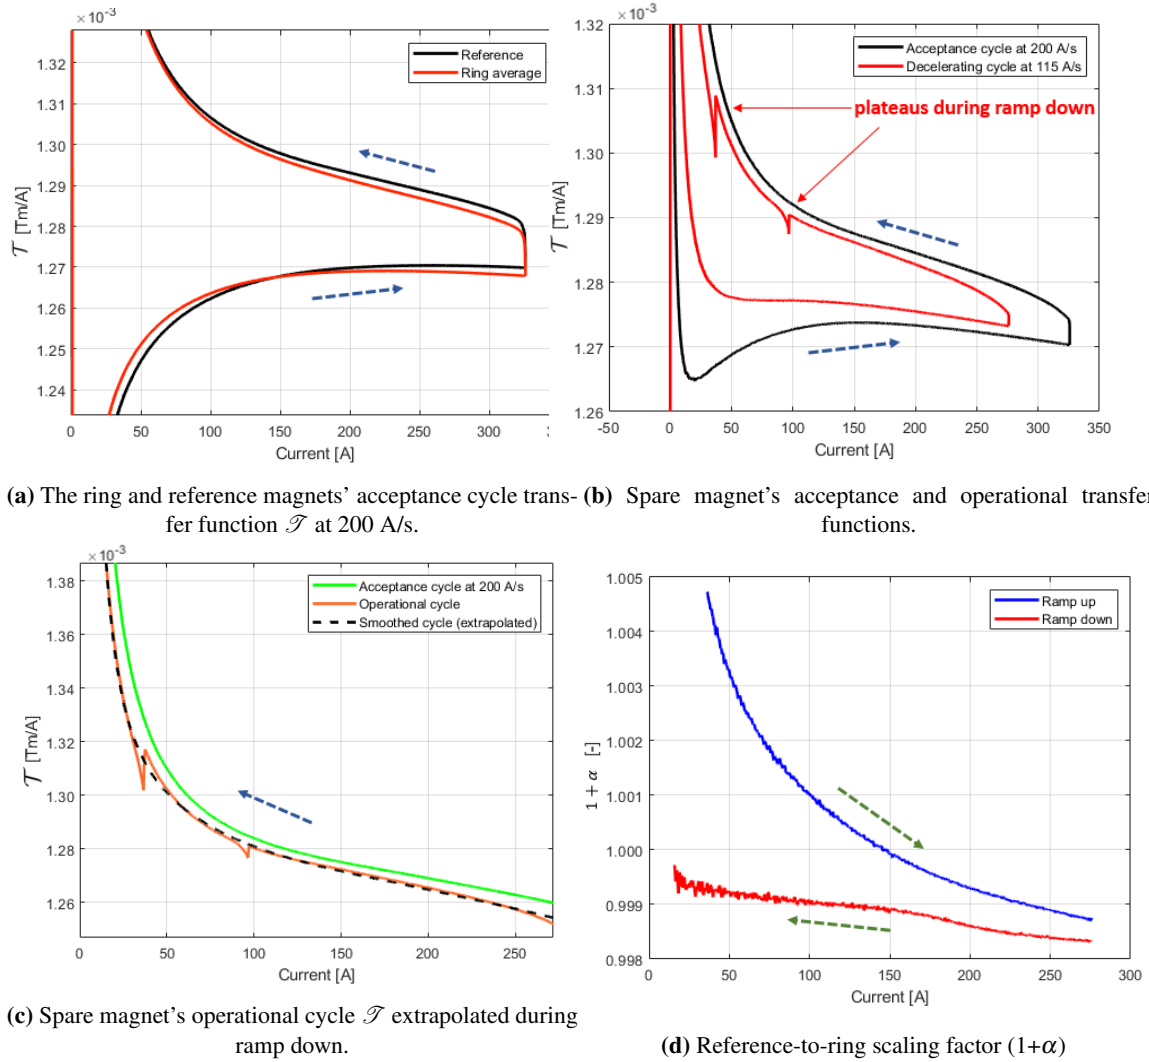 ×10⁻³
Reference
Ring average
1.32
1.31
1.30
1.29
1.28
1.27
1.26
1.25
1.24
𝒯 [Tm/A]
0 50 100 150 200 250 300
Current [A]
(a) The ring and reference magnets’ acceptance cycle trans-
fer function 𝒯 at 200 A/s.
×10⁻³
Acceptance cycle at 200 A/s
Decelerating cycle at 115 A/s
plateaus during ramp down
1.32
1.31
1.30
1.29
1.28
1.27
1.26
𝒯 [Tm/A]
-50 0 50 100 150 200 250 300 350
Current [A]
(b) Spare magnet’s acceptance and operational transfer
functions.
×10⁻³
Acceptance cycle at 200 A/s
Operational cycle
Smoothed cycle (extrapolated)
1.38
1.36
1.34
1.32
1.30
1.28
1.26
𝒯 [Tm/A]
0 50 100 150 200 250
Current [A]
(c) Spare magnet’s operational cycle 𝒯 extrapolated during
ramp down.
Ramp up
Ramp down
1.005
1.004
1.003
1.002
1.001
1.000
0.999
0.998
1 + α [-]
0 50 100 150 200 250 300
Current [A]
(d) Reference-to-ring scaling factor (1+α)